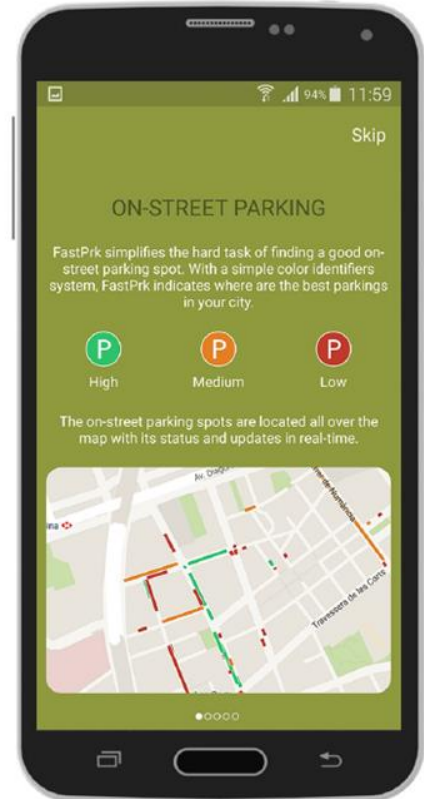 94% 11:59
Skip
ON-STREET PARKING
FastPrk simplifies the hard task of finding a good on-
street parking spot. With a simple color identifiers
system, FastPrk indicates where are the best parkings
in your city.
P P P
High Medium Low
The on-street parking spots are located all over the
map with its status and updates in real-time.
Av. Diago
ina
Travessera de les Corts